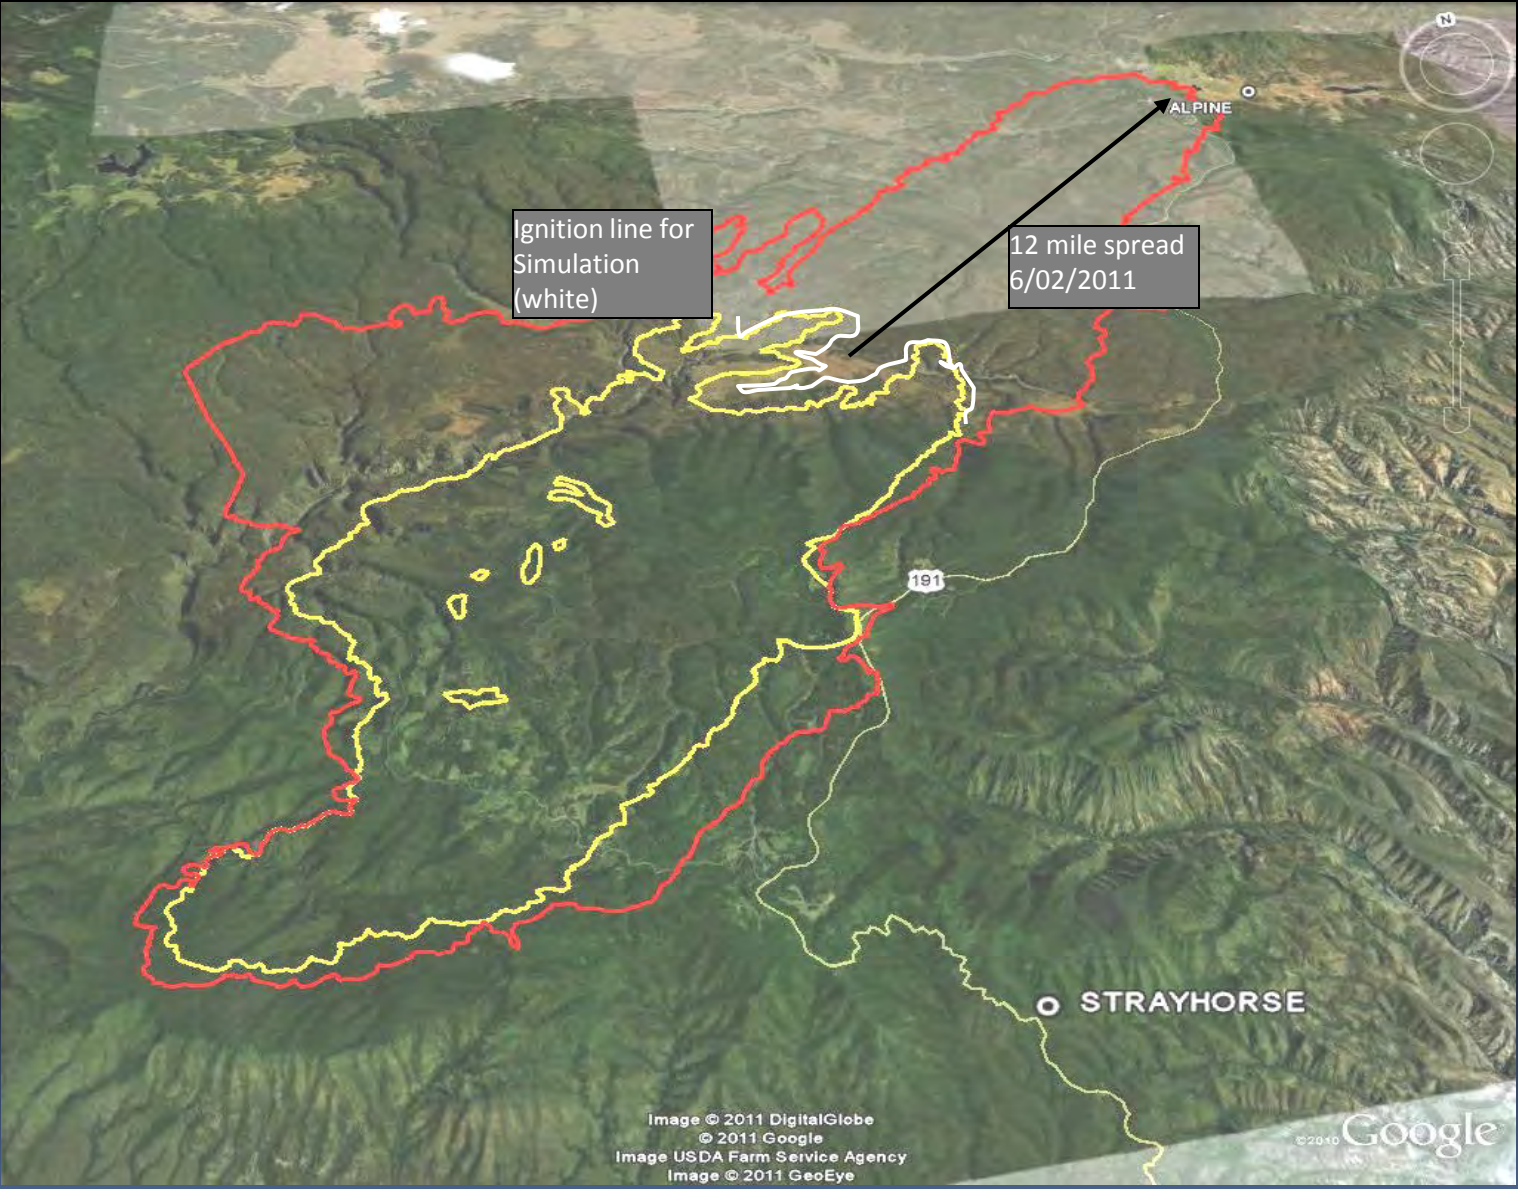 N
ALPINE
Ignition line for
Simulation
(white)
12 mile spread
6/02/2011
191
STRAYHORSE
Image © 2011 DigitalGlobe
© 2011 Google
Image USDA Farm Service Agency
Image © 2011 GeoEye
©2010 Google